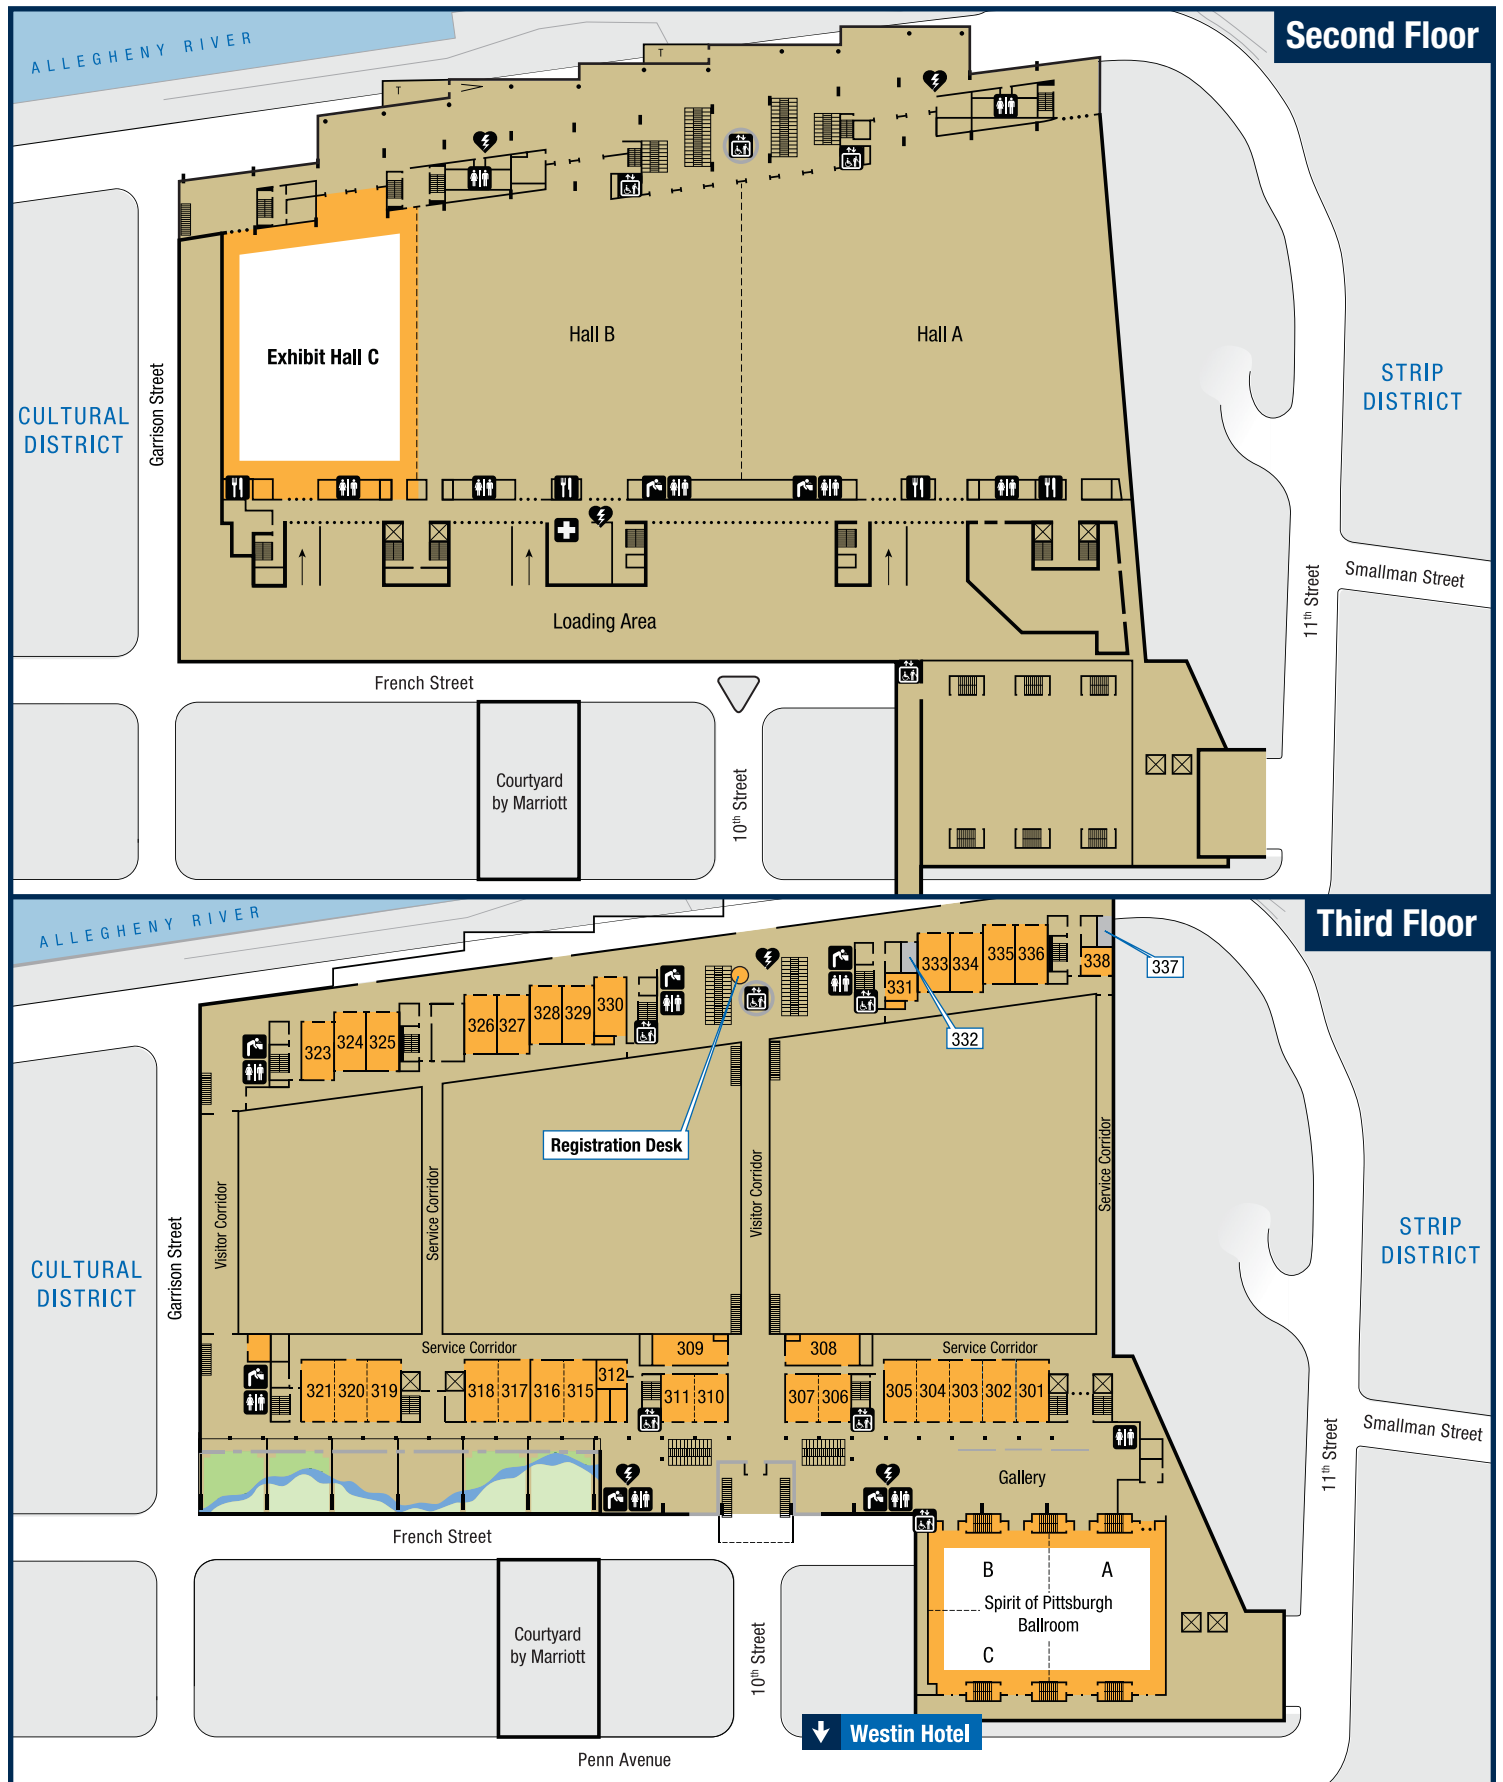 Second Floor
ALLEGHENY RIVER
T
T
Hall B
Hall A
Exhibit Hall C
CULTURAL
DISTRICT
Garrison Street
STRIP
DISTRICT
Smallman Street
11th Street
Loading Area
French Street
Courtyard
by Marriott
10th Street
Third Floor
ALLEGHENY RIVER
337
338
336
335
334
333
331
332
330
329
328
327
326
325
324
323
Registration Desk
Visitor Corridor
Service Corridor
Visitor Corridor
Service Corridor
Garrison Street
CULTURAL
DISTRICT
STRIP
DISTRICT
Service Corridor
309
308
Service Corridor
321
320
319
318
317
316
315
312
311
310
307
306
305
304
303
302
301
Smallman Street
11th Street
Gallery
French Street
B
A
Spirit of Pittsburgh
Ballroom
C
Courtyard
by Marriott
10th Street
Westin Hotel
Penn Avenue